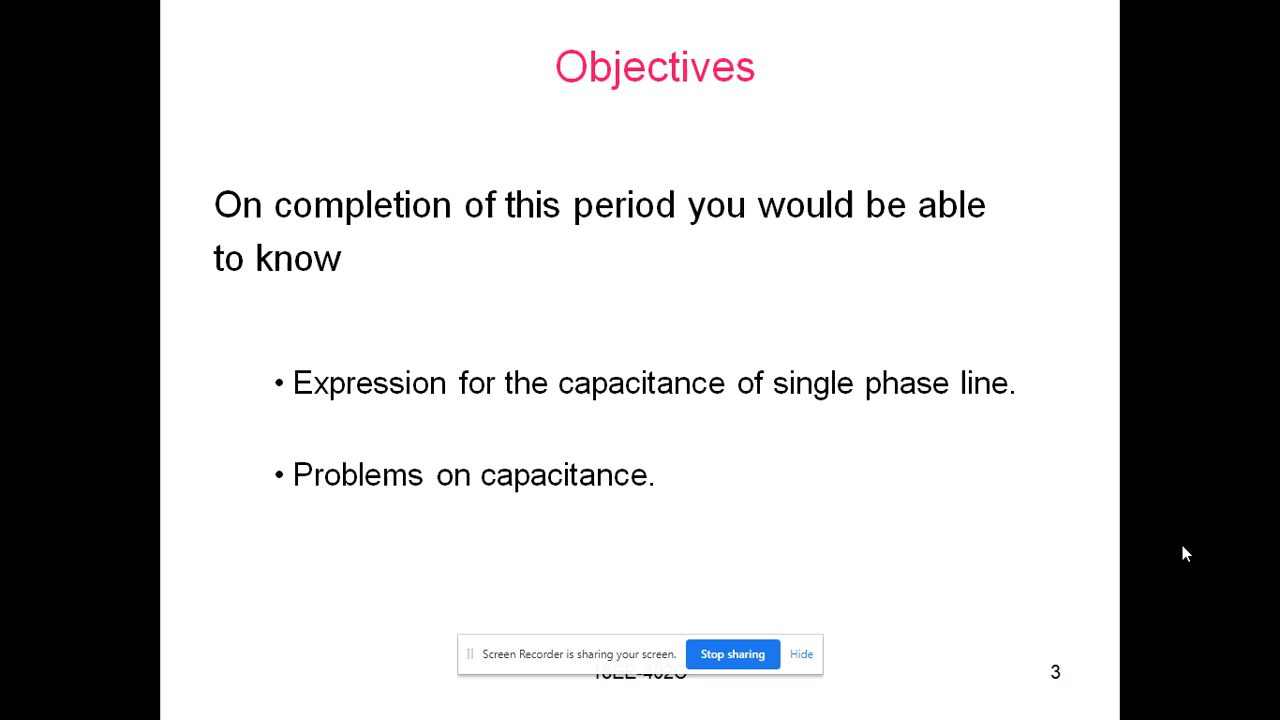 Objectives
On completion of this period you would be able
to know
• Expression for the capacitance of single phase line.
• Problems on capacitance.
Screen Recorder is sharing your screen. Stop sharing Hide
3